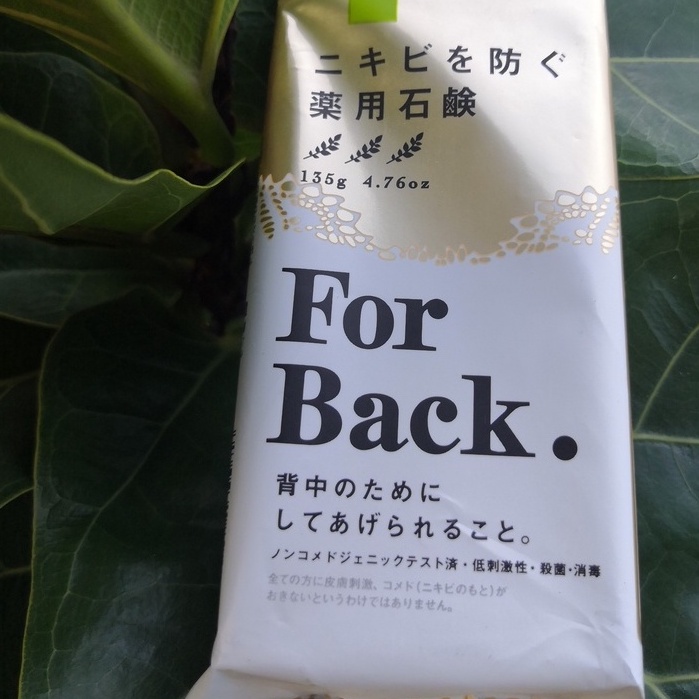 ニキビを防ぐ
薬用石鹸
135g 4.76oz
For
Back.
背中のために
してあげられること。
ノンコメドジェニックテスト済・低刺激性・殺菌・消毒
全ての方に皮膚刺激、コメド(ニキビのもと)が
おきないというわけではありません。